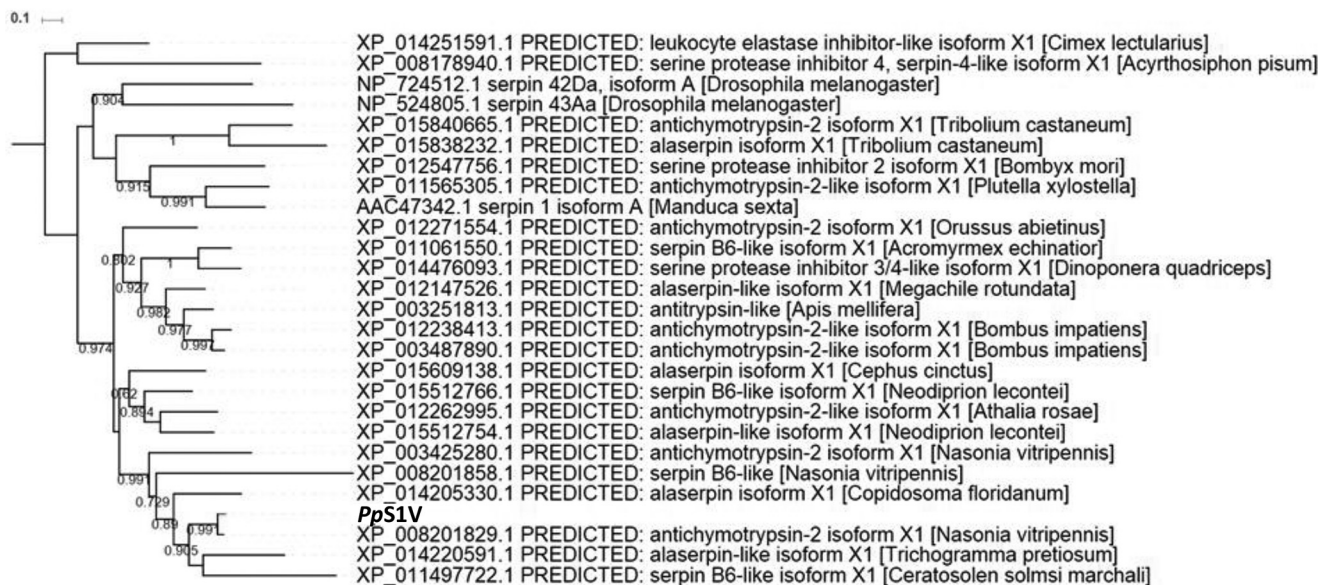 0.1
XP_014251591.1 PREDICTED: leukocyte elastase inhibitor-like isoform X1 [Cimex lectularius]
XP_008178940.1 PREDICTED: serine protease inhibitor 4, serpin-4-like isoform X1 [Acyrthosiphon pisum]
NP_724512.1 serpin 42Da, isoform A [Drosophila melanogaster]
0.904
NP_524805.1 serpin 43Aa [Drosophila melanogaster]
XP_015840665.1 PREDICTED: antichymotrypsin-2 isoform X1 [Tribolium castaneum]
1
XP_015838232.1 PREDICTED: alaserpin isoform X1 [Tribolium castaneum]
XP_012547756.1 PREDICTED: serine protease inhibitor 2 isoform X1 [Bombyx mori]
0.915
XP_011565305.1 PREDICTED: antichymotrypsin-2-like isoform X1 [Plutella xylostella]
0.991
AAC47342.1 serpin 1 isoform A [Manduca sexta]
XP_012271554.1 PREDICTED: antichymotrypsin-2 isoform X1 [Orussus abietinus]
0.802
XP_011061550.1 PREDICTED: serpin B6-like isoform X1 [Acromyrmex echinatior]
1
XP_014476093.1 PREDICTED: serine protease inhibitor 3/4-like isoform X1 [Dinoponera quadriceps]
0.927
XP_012147526.1 PREDICTED: alaserpin-like isoform X1 [Megachile rotundata]
0.982
XP_003251813.1 PREDICTED: antitrypsin-like [Apis mellifera]
0.977
XP_012238413.1 PREDICTED: antichymotrypsin-2-like isoform X1 [Bombus impatiens]
0.997
0.974
XP_003487890.1 PREDICTED: antichymotrypsin-2-like isoform X1 [Bombus impatiens]
XP_015609138.1 PREDICTED: alaserpin isoform X1 [Cephus cinctus]
0.62
XP_015512766.1 PREDICTED: serpin B6-like isoform X1 [Neodiprion lecontei]
0.894
XP_012262995.1 PREDICTED: antichymotrypsin-2-like isoform X1 [Athalia rosae]
XP_015512754.1 PREDICTED: alaserpin-like isoform X1 [Neodiprion lecontei]
XP_003425280.1 PREDICTED: antichymotrypsin-2 isoform X1 [Nasonia vitripennis]
XP_008201858.1 PREDICTED: serpin B6-like [Nasonia vitripennis]
0.729
XP_014205330.1 PREDICTED: alaserpin isoform X1 [Copidosoma floridanum]
PpS1V
0.89
0.991
XP_008201829.1 PREDICTED: antichymotrypsin-2 isoform X1 [Nasonia vitripennis]
0.905
XP_014220591.1 PREDICTED: alaserpin-like isoform X1 [Trichogramma pretiosum]
XP_011497722.1 PREDICTED: serpin B6-like isoform X1 [Ceratosolen solmsi marchali]